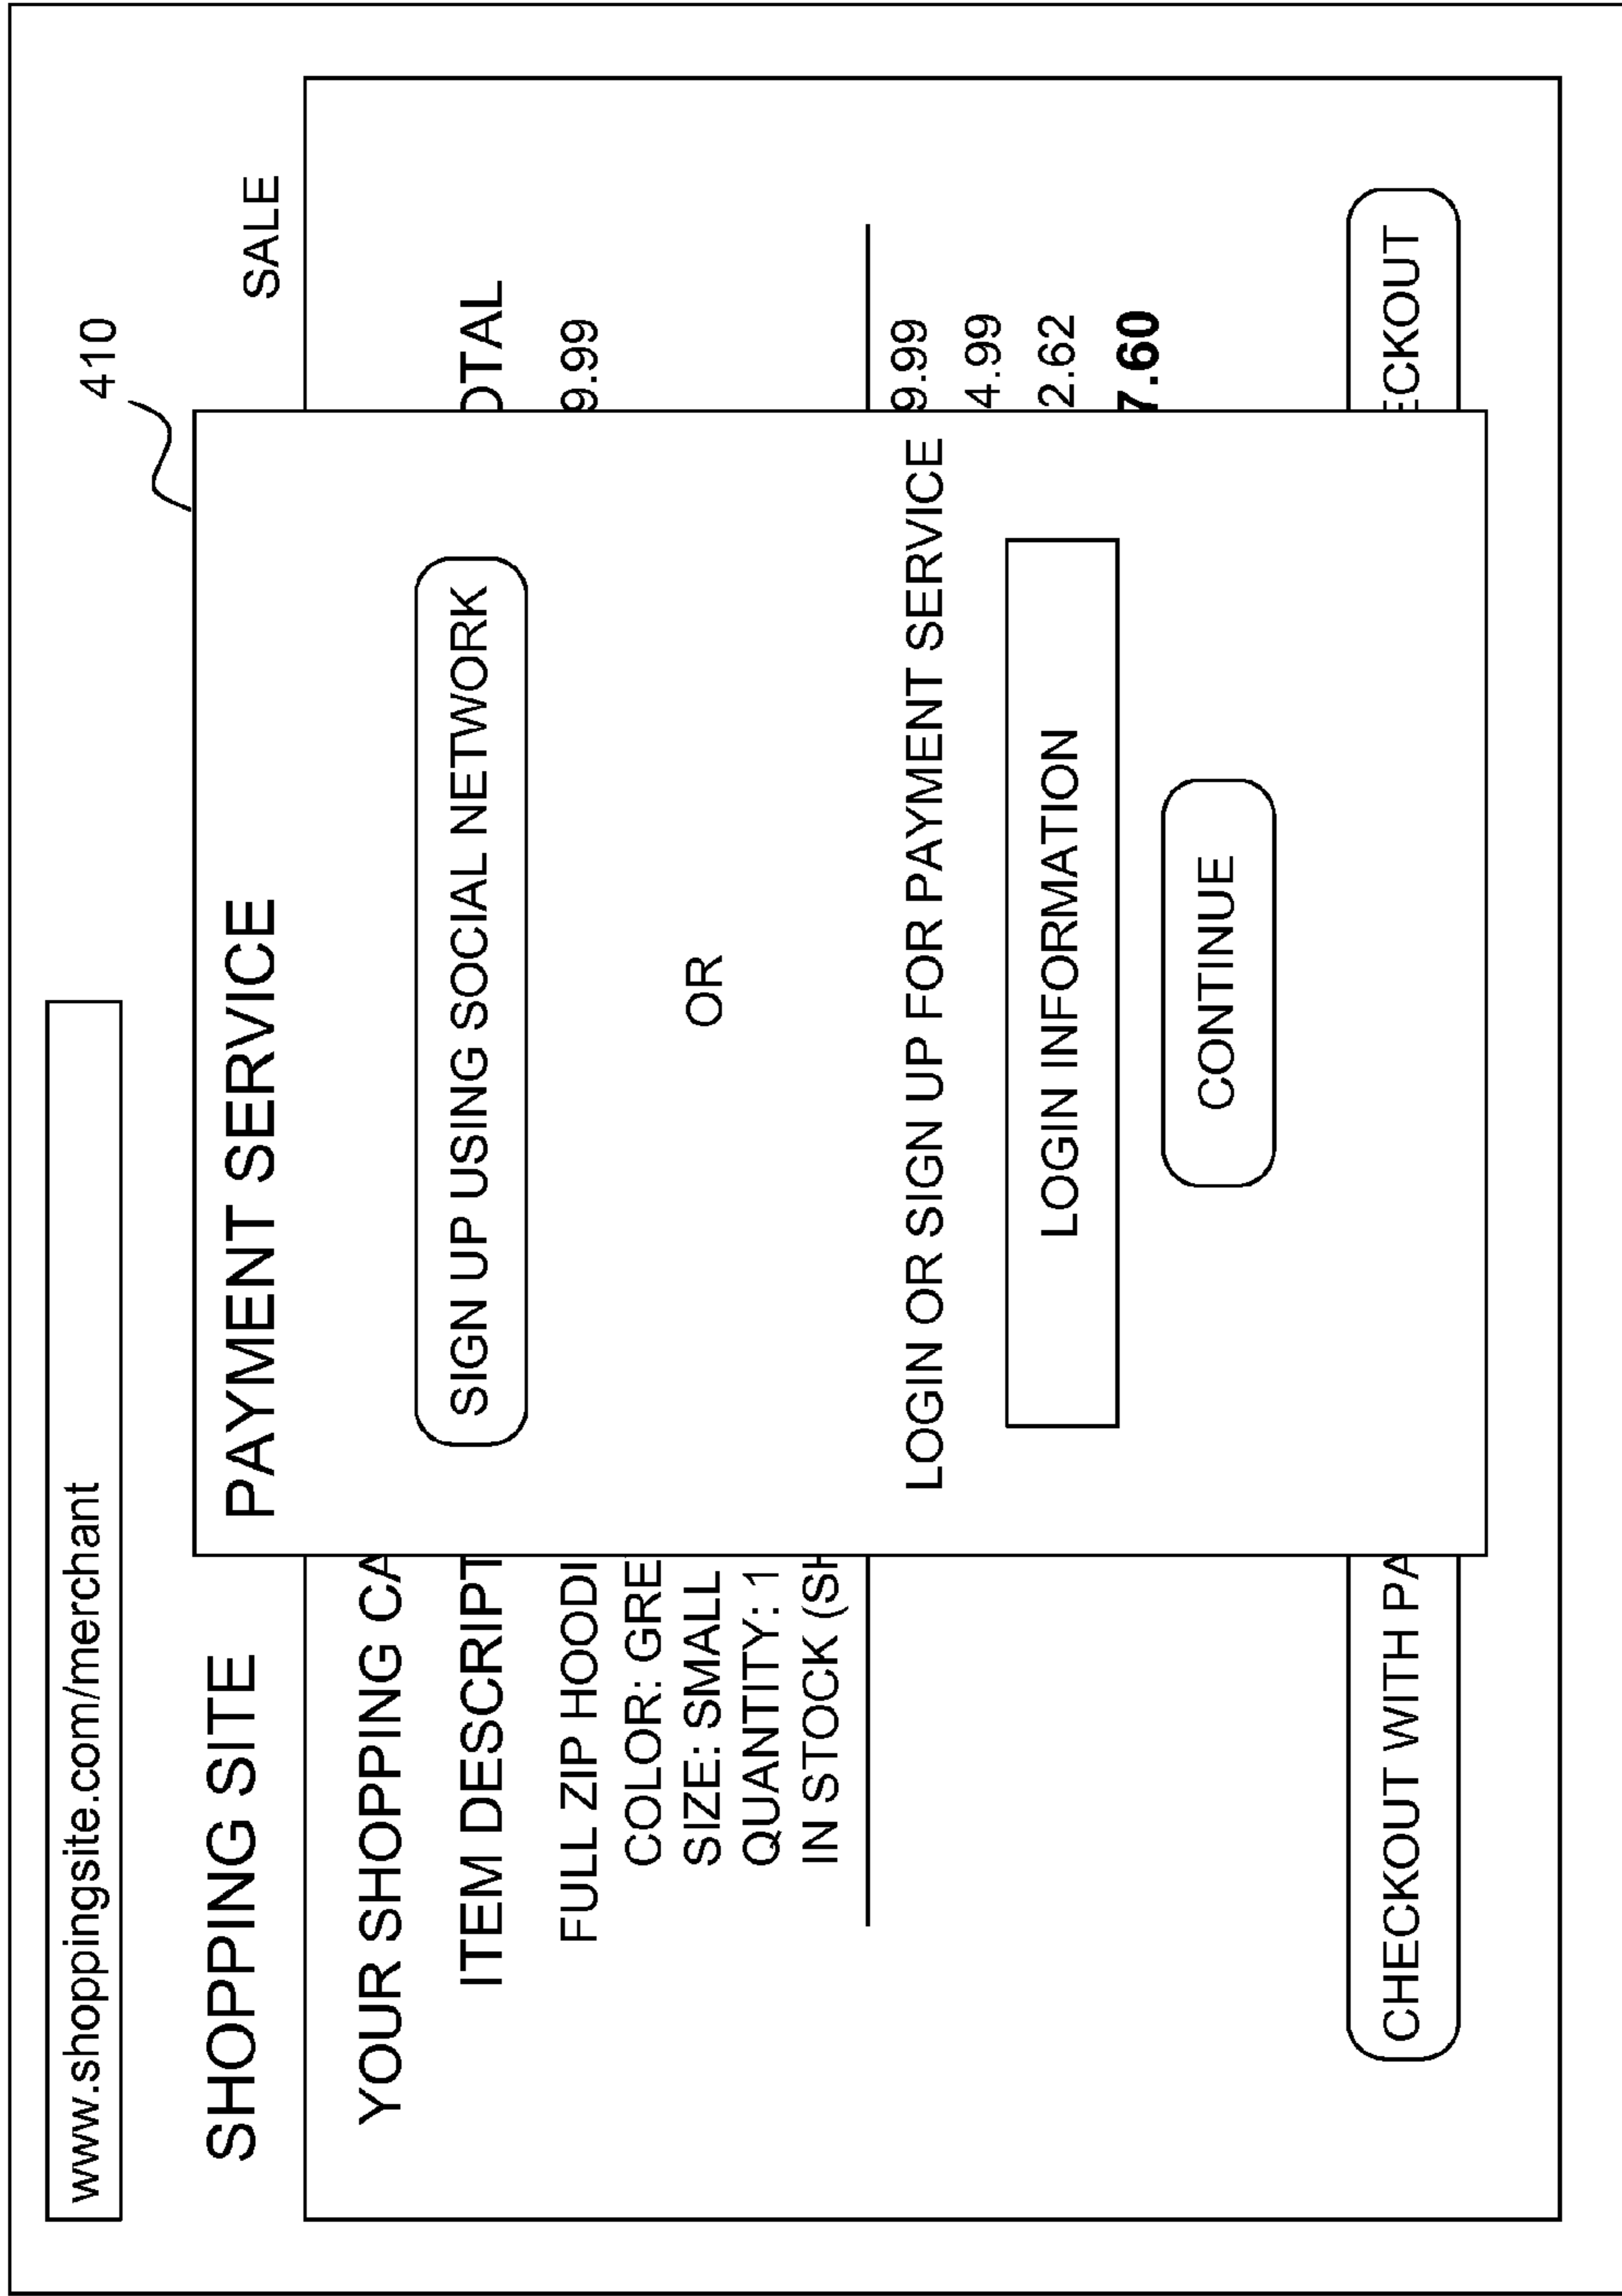 www.shoppingsite.com/merchant
410
SHOPPING SITE
SALE
PAYMENT SERVICE
YOUR SHOPPING CA
SIGN UP USING SOCIAL NETWORK
ITEM DESCRIPT
OTAL
FULL ZIP HOODI
9.99
COLOR: GRE
SIZE: SMALL
OR
QUANTITY: 1
IN STOCK (SH
LOGIN OR SIGN UP FOR PAYMENT SERVICE
9.99
4.99
LOGIN INFORMATION
2.62
7.60
CONTINUE
CHECKOUT WITH PA
ECKOUT